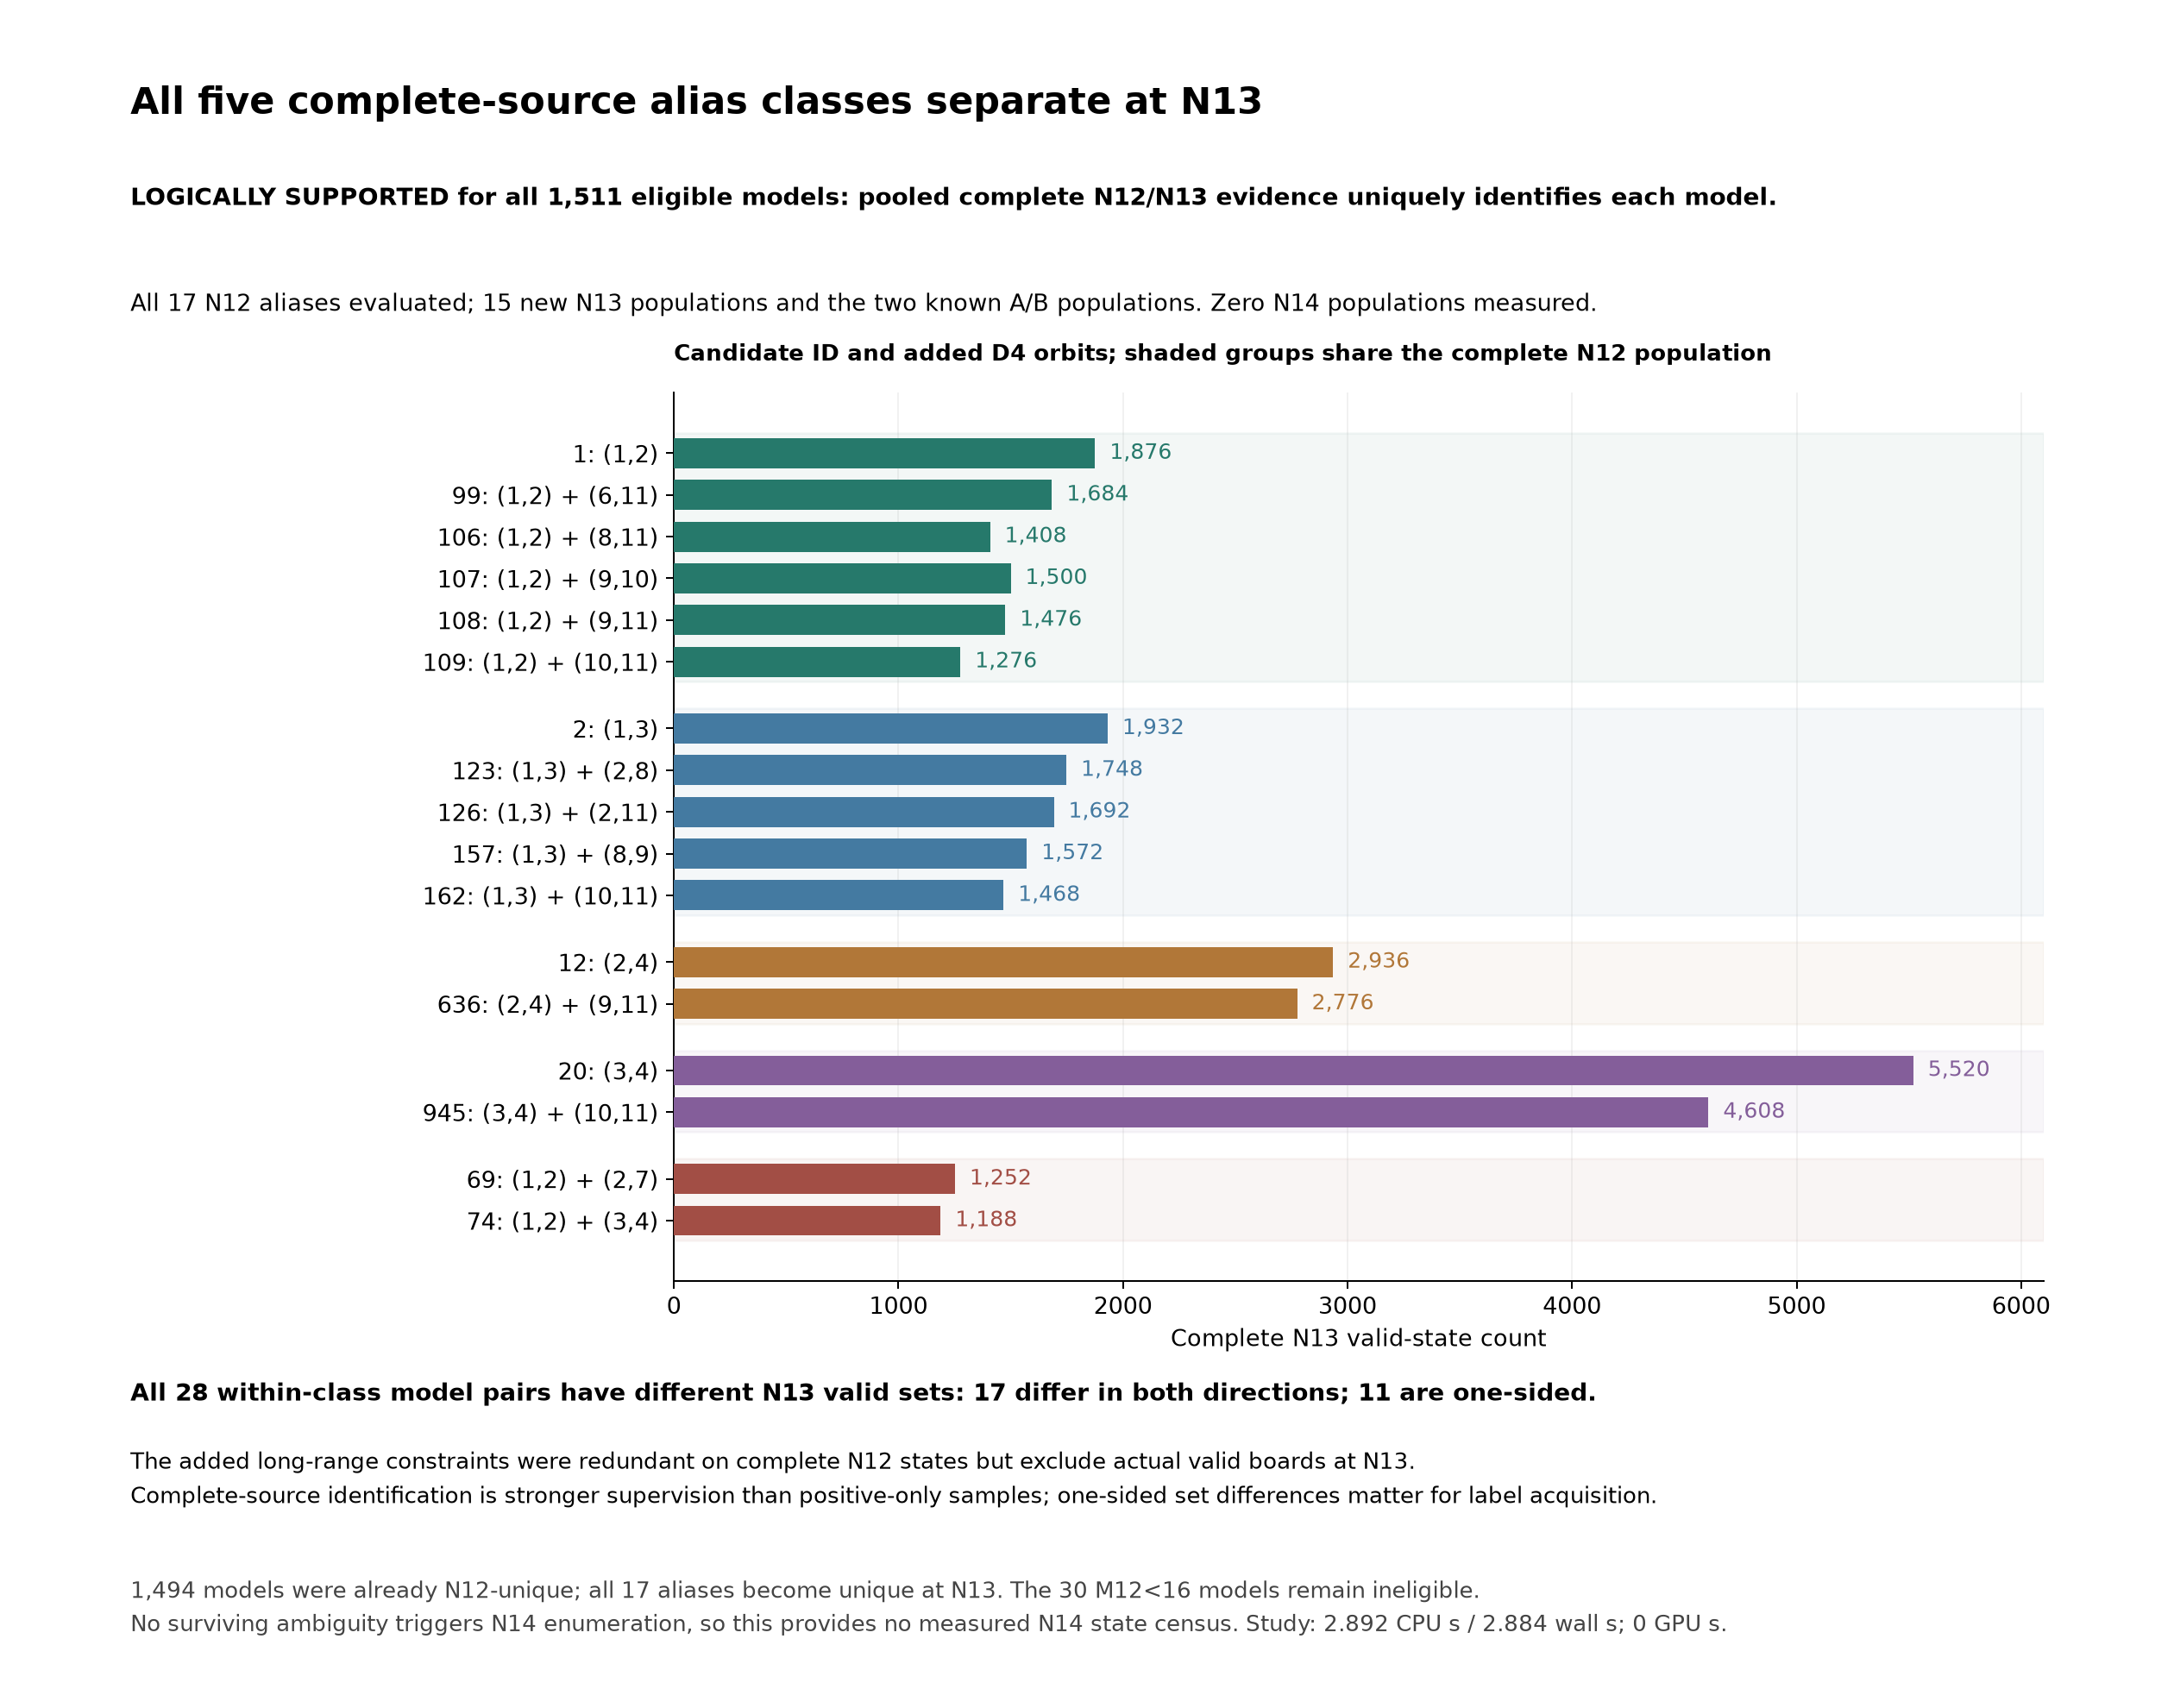 All five complete-source alias classes separate at N13
LOGICALLY SUPPORTED for all 1,511 eligible models: pooled complete N12/N13 evidence uniquely identifies each model.
All 17 N12 aliases evaluated; 15 new N13 populations and the two known A/B populations. Zero N14 populations measured.
Candidate ID and added D4 orbits; shaded groups share the complete N12 population
1: (1,2) 1,876
99: (1,2) + (6,11) 1,684
106: (1,2) + (8,11) 1,408
107: (1,2) + (9,10) 1,500
108: (1,2) + (9,11) 1,476
109: (1,2) + (10,11) 1,276
2: (1,3) 1,932
123: (1,3) + (2,8) 1,748
126: (1,3) + (2,11) 1,692
157: (1,3) + (8,9) 1,572
162: (1,3) + (10,11) 1,468
12: (2,4) 2,936
636: (2,4) + (9,11) 2,776
20: (3,4) 5,520
945: (3,4) + (10,11) 4,608
69: (1,2) + (2,7) 1,252
74: (1,2) + (3,4) 1,188
0 1000 2000 3000 4000 5000 6000
Complete N13 valid-state count
All 28 within-class model pairs have different N13 valid sets: 17 differ in both directions; 11 are one-sided.
The added long-range constraints were redundant on complete N12 states but exclude actual valid boards at N13.
Complete-source identification is stronger supervision than positive-only samples; one-sided set differences matter for label acquisition.
1,494 models were already N12-unique; all 17 aliases become unique at N13. The 30 M12<16 models remain ineligible.
No surviving ambiguity triggers N14 enumeration, so this provides no measured N14 state census. Study: 2.892 CPU s / 2.884 wall s; 0 GPU s.